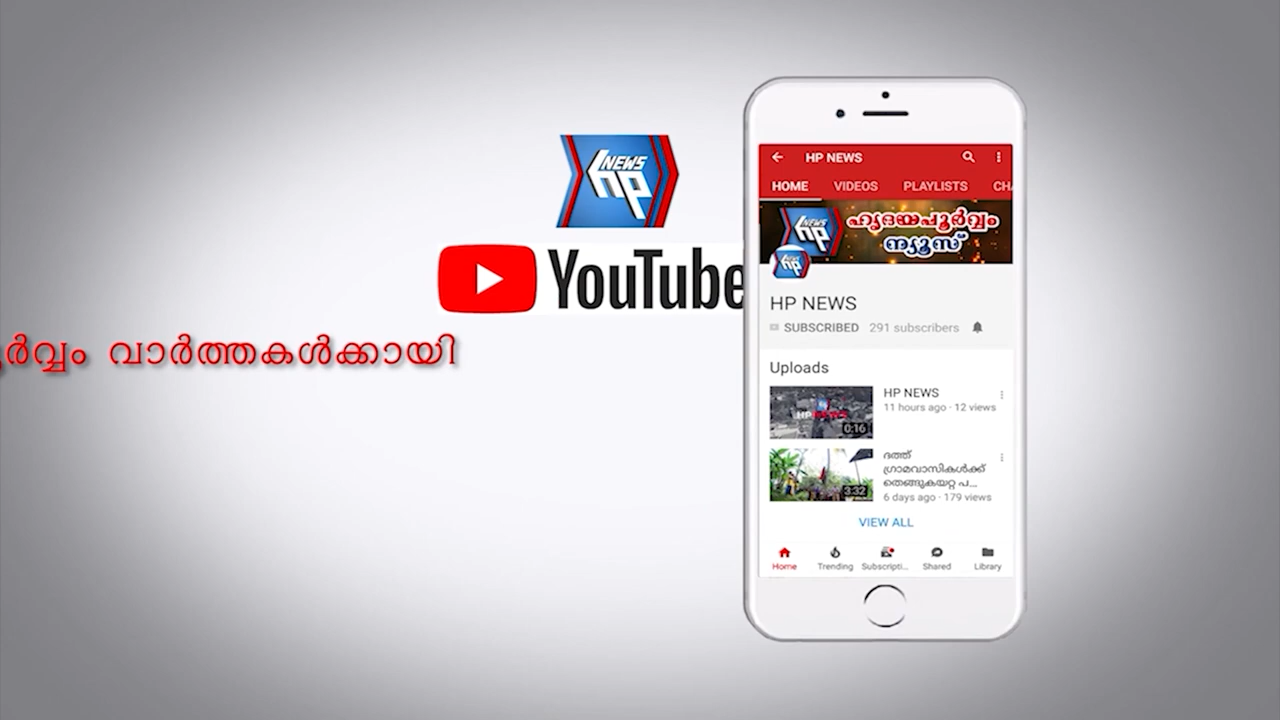 NEWS
hp
YouTube
വാർത്തകൾക്കായി
HP NEWS
HOME VIDEOS PLAYLISTS
NEWS
hp
ഹൃദയപൂർവ്വം
ന്യൂസ്
HP NEWS
SUBSCRIBED 291 subscribers
Uploads
HP NEWS
11 hours ago · 12 views
0:16
ദത്ത്
ഗ്രാമവാസികൾക്ക്
തെങ്ങുകയറ്റ പ...
6 days ago · 179 views
3:32
VIEW ALL
Home Trending Subscripti... Shared Library